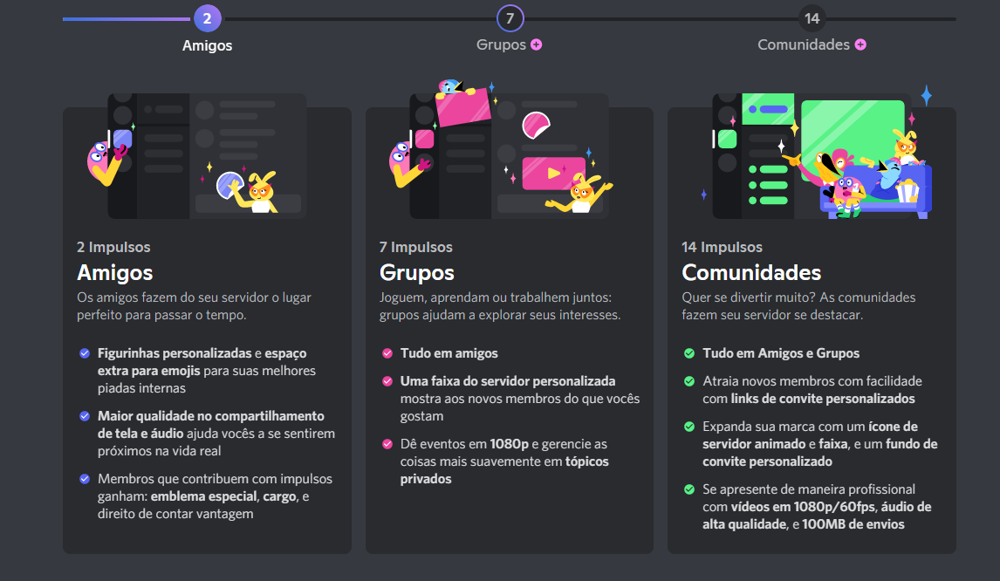 2
7
14
Amigos
Grupos
Comunidades
2 Impulsos
Amigos
Os amigos fazem do seu servidor o lugar
perfeito para passar o tempo.
Figurinhas personalizadas e espaço
extra para emojis para suas melhores
piadas internas
Maior qualidade no compartilhamento
de tela e áudio ajuda vocês a se sentirem
próximos na vida real
Membros que contribuem com impulsos
ganham: emblema especial, cargo, e
direito de contar vantagem
7 Impulsos
Grupos
Joguem, aprendam ou trabalhem juntos:
grupos ajudam a explorar seus interesses.
Tudo em amigos
Uma faixa do servidor personalizada
mostra aos novos membros do que vocês
gostam
Dê eventos em 1080p e gerencie as
coisas mais suavemente em tópicos
privados
14 Impulsos
Comunidades
Quer se divertir muito? As comunidades
fazem seu servidor se destacar.
Tudo em Amigos e Grupos
Atraia novos membros com facilidade
com links de convite personalizados
Expanda sua marca com um ícone de
servidor animado e faixa, e um fundo de
convite personalizado
Se apresente de maneira profissional
com vídeos em 1080p/60fps, áudio de
alta qualidade, e 100MB de envios